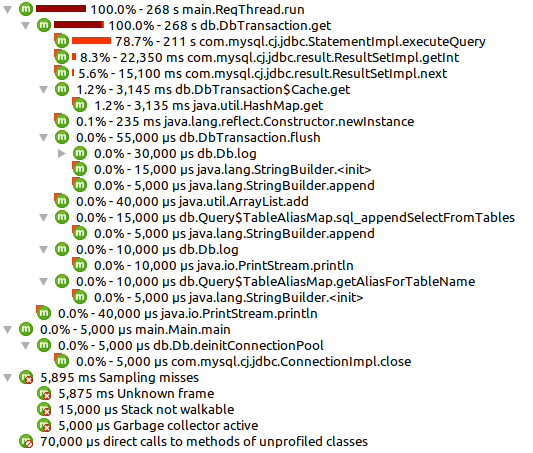 100.0% - 268 s main.ReqThread.run
100.0% - 268 s db.DbTransaction.get
78.7% - 211 s com.mysql.cj.jdbc.StatementImpl.executeQuery
8.3% - 22,350 ms com.mysql.cj.jdbc.result.ResultSetImpl.getInt
5.6% - 15,100 ms com.mysql.cj.jdbc.result.ResultSetImpl.next
1.2% - 3,145 ms db.DbTransaction$Cache.get
1.2% - 3,135 ms java.util.HashMap.get
0.1% - 235 ms java.lang.reflect.Constructor.newInstance
0.0% - 55,000 µs db.DbTransaction.flush
0.0% - 30,000 µs db.Db.log
0.0% - 15,000 µs java.lang.StringBuilder.<init>
0.0% - 5,000 µs java.lang.StringBuilder.append
0.0% - 40,000 µs java.util.ArrayList.add
0.0% - 15,000 µs db.Query$TableAliasMap.sql_appendSelectFromTables
0.0% - 5,000 µs java.lang.StringBuilder.append
0.0% - 10,000 µs db.Db.log
0.0% - 10,000 µs java.io.PrintStream.println
0.0% - 10,000 µs db.Query$TableAliasMap.getAliasForTableName
0.0% - 5,000 µs java.lang.StringBuilder.<init>
0.0% - 40,000 µs java.io.PrintStream.println
0.0% - 5,000 µs main.Main.main
0.0% - 5,000 µs db.Db.deinitConnectionPool
0.0% - 5,000 µs com.mysql.cj.jdbc.ConnectionImpl.close
5,895 ms Sampling misses
5,875 ms Unknown frame
15,000 µs Stack not walkable
5,000 µs Garbage collector active
70,000 µs direct calls to methods of unprofiled classes